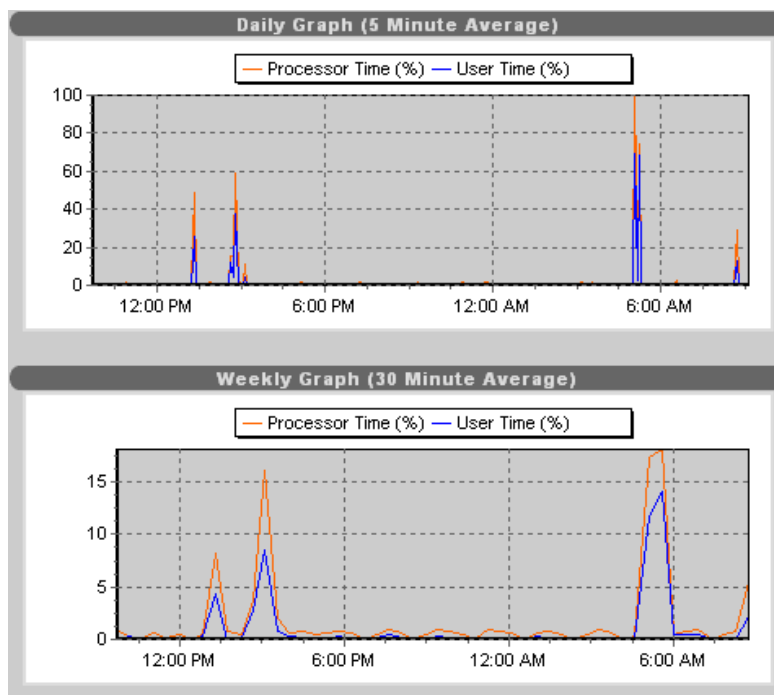 Daily Graph (5 Minute Average)
Processor Time (%) User Time (%)
100
80
60
40
20
0
12:00 PM 6:00 PM 12:00 AM 6:00 AM
Weekly Graph (30 Minute Average)
Processor Time (%) User Time (%)
15
10
5
0
12:00 PM 6:00 PM 12:00 AM 6:00 AM